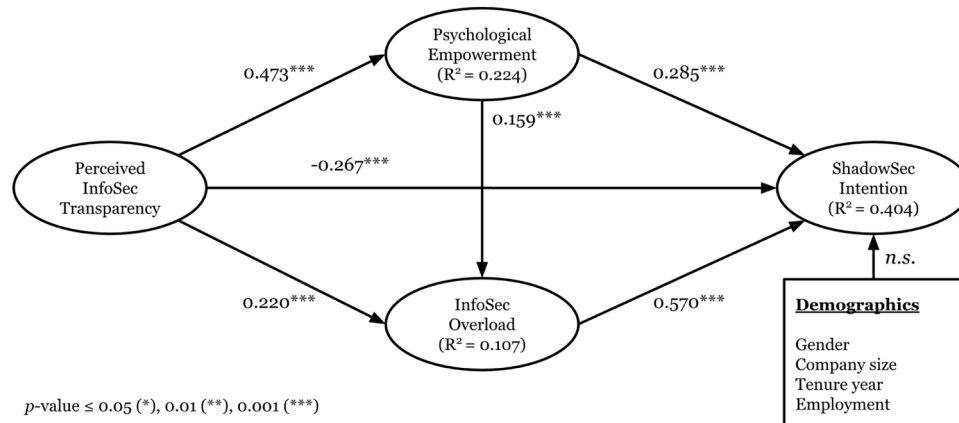 Psychological
Empowerment
(R² = 0.224)
0.473***
0.285***
0.159***
Perceived
InfoSec
Transparency
-0.267***
ShadowSec
Intention
(R² = 0.404)
n.s.
0.220***
InfoSec
Overload
(R² = 0.107)
0.570***
Demographics
Gender
Company size
Tenure year
Employment
p-value ≤ 0.05 (*), 0.01 (**), 0.001 (***)